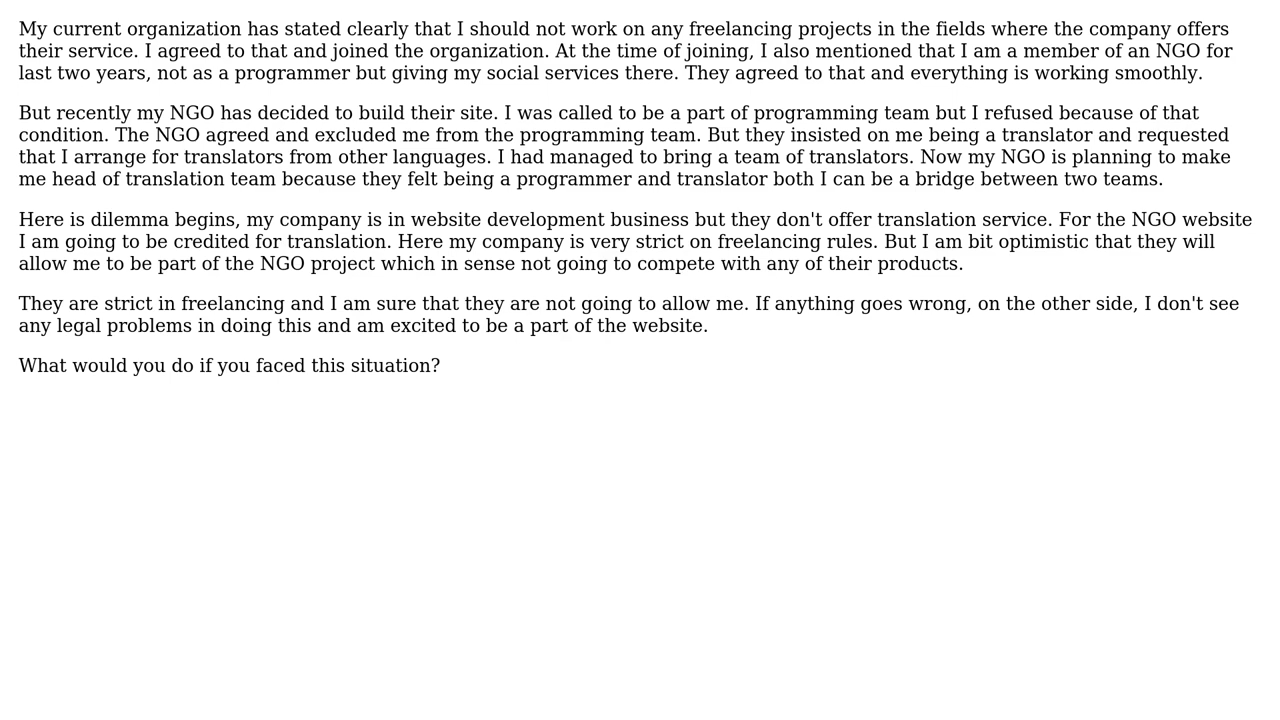 My current organization has stated clearly that I should not work on any freelancing projects in the fields where the company offers
their service. I agreed to that and joined the organization. At the time of joining, I also mentioned that I am a member of an NGO for
last two years, not as a programmer but giving my social services there. They agreed to that and everything is working smoothly.
But recently my NGO has decided to build their site. I was called to be a part of programming team but I refused because of that
condition. The NGO agreed and excluded me from the programming team. But they insisted on me being a translator and requested
that I arrange for translators from other languages. I had managed to bring a team of translators. Now my NGO is planning to make
me head of translation team because they felt being a programmer and translator both I can be a bridge between two teams.
Here is dilemma begins, my company is in website development business but they don't offer translation service. For the NGO website
I am going to be credited for translation. Here my company is very strict on freelancing rules. But I am bit optimistic that they will
allow me to be part of the NGO project which in sense not going to compete with any of their products.
They are strict in freelancing and I am sure that they are not going to allow me. If anything goes wrong, on the other side, I don't see
any legal problems in doing this and am excited to be a part of the website.
What would you do if you faced this situation?